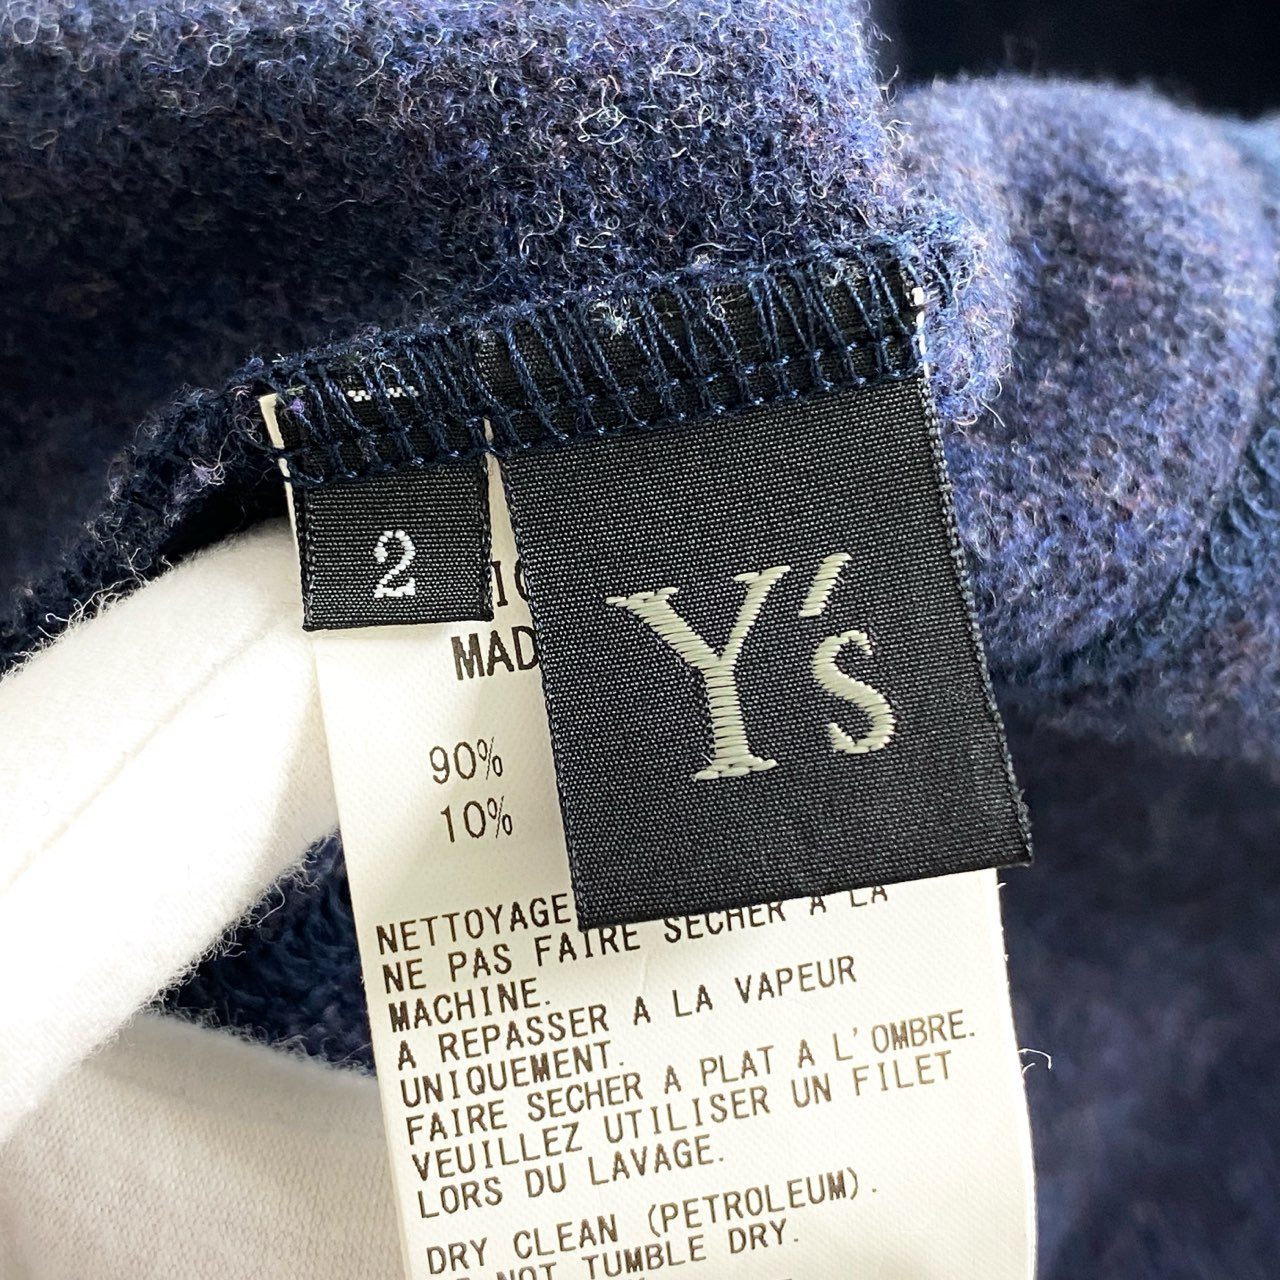 2
Y's
MAD
90%
10%
NETTOYAGE
NE PAS FAIRE SECHER A LA
MACHINE.
A REPASSER A LA VAPEUR
UNIQUEMENT.
FAIRE SECHER A PLAT A L'OMBRE.
VEUILLEZ UTILISER UN FILET
LORS DU LAVAGE.
DRY CLEAN (PETROLEUM).
NOT TUMBLE DRY.